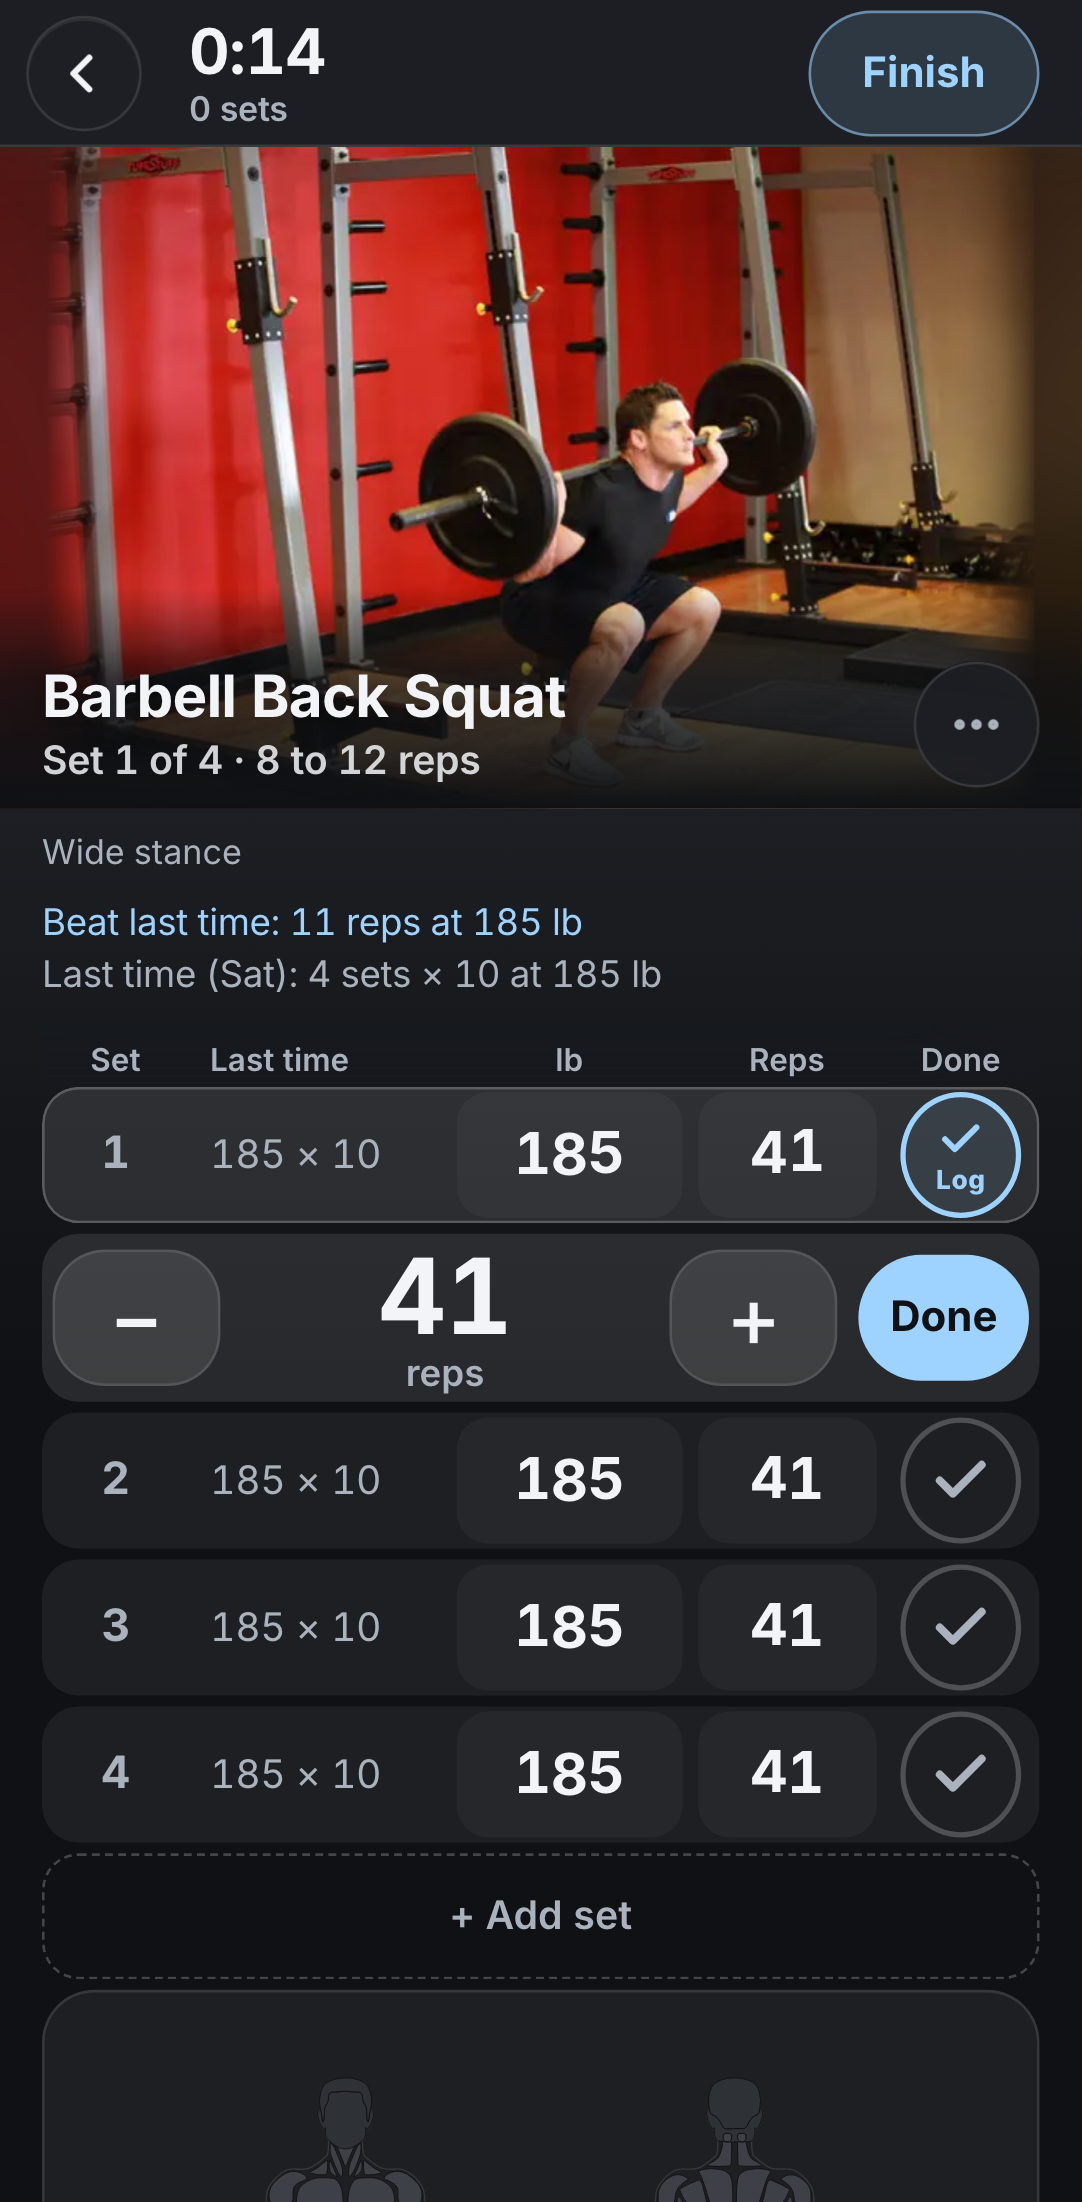 0:14
0 sets
Finish
Barbell Back Squat
Set 1 of 4 · 8 to 12 reps
Wide stance
Beat last time: 11 reps at 185 lb
Last time (Sat): 4 sets × 10 at 185 lb
Set Last time lb Reps Done
1 185 × 10 185 41 Log
− 41 + Done
reps
2 185 × 10 185 41
3 185 × 10 185 41
4 185 × 10 185 41
+ Add set